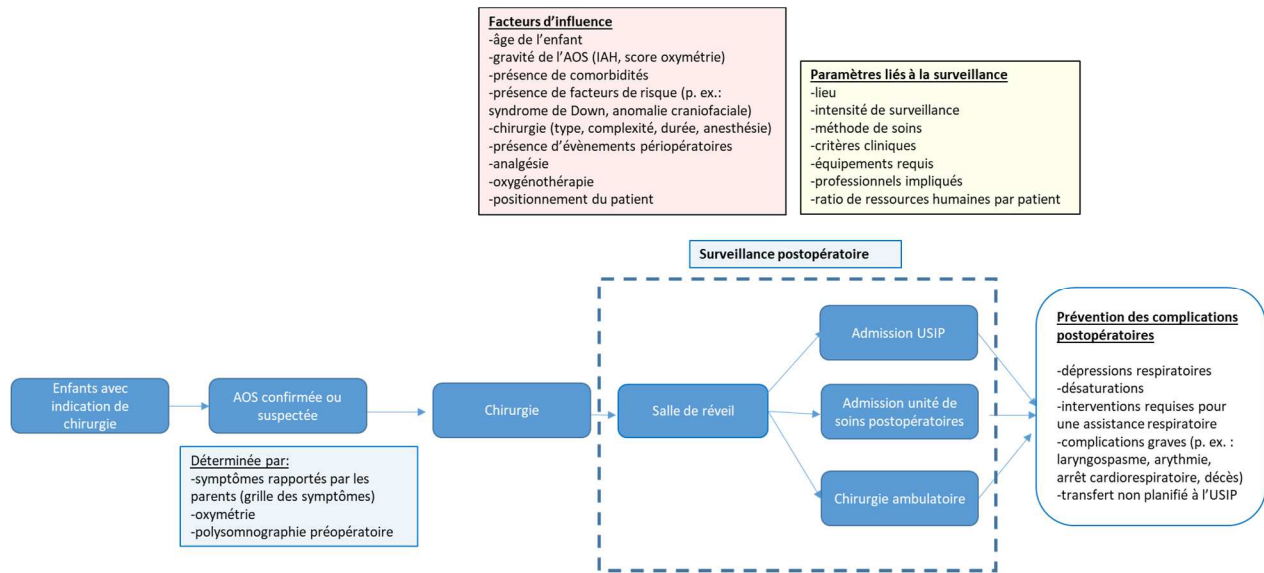 Facteurs d’influence
-âge de l’enfant
-gravité de l’AOS (IAH, score oxymétrie)
-présence de comorbidités
-présence de facteurs de risque (p. ex.:
syndrome de Down, anomalie craniofaciale)
-chirurgie (type, complexité, durée, anesthésie)
-présence d’évènements périopératoires
-analgésie
-oxygénothérapie
-positionnement du patient
Paramètres liés à la surveillance
-lieu
-intensité de surveillance
-méthode de soins
-critères cliniques
-équipements requis
-professionnels impliqués
-ratio de ressources humaines par patient
Surveillance postopératoire
Enfants avec
indication de
chirurgie
AOS confirmée ou
suspectée
Déterminée par:
-symptômes rapportés par les
parents (grille des symptômes)
-oxymétrie
-polysomnographie préopératoire
Chirurgie
Salle de réveil
Admission USIP
Admission unité de
soins postopératoires
Chirurgie ambulatoire
Prévention des complications
postopératoires
-dépressions respiratoires
-désaturations
-interventions requises pour
une assistance respiratoire
-complications graves (p. ex. :
laryngospasme, arythmie,
arrêt cardiorespiratoire, décès)
-transfert non planifié à l’USIP